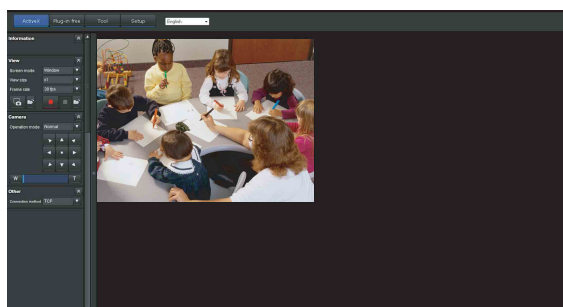 ActiveX Plug-in free Tool Setup English
Information
View
Screen mode Window
View size x1
Frame rate 30 fps
Camera
Operation mode Normal
W T
Other
Connection method TCP